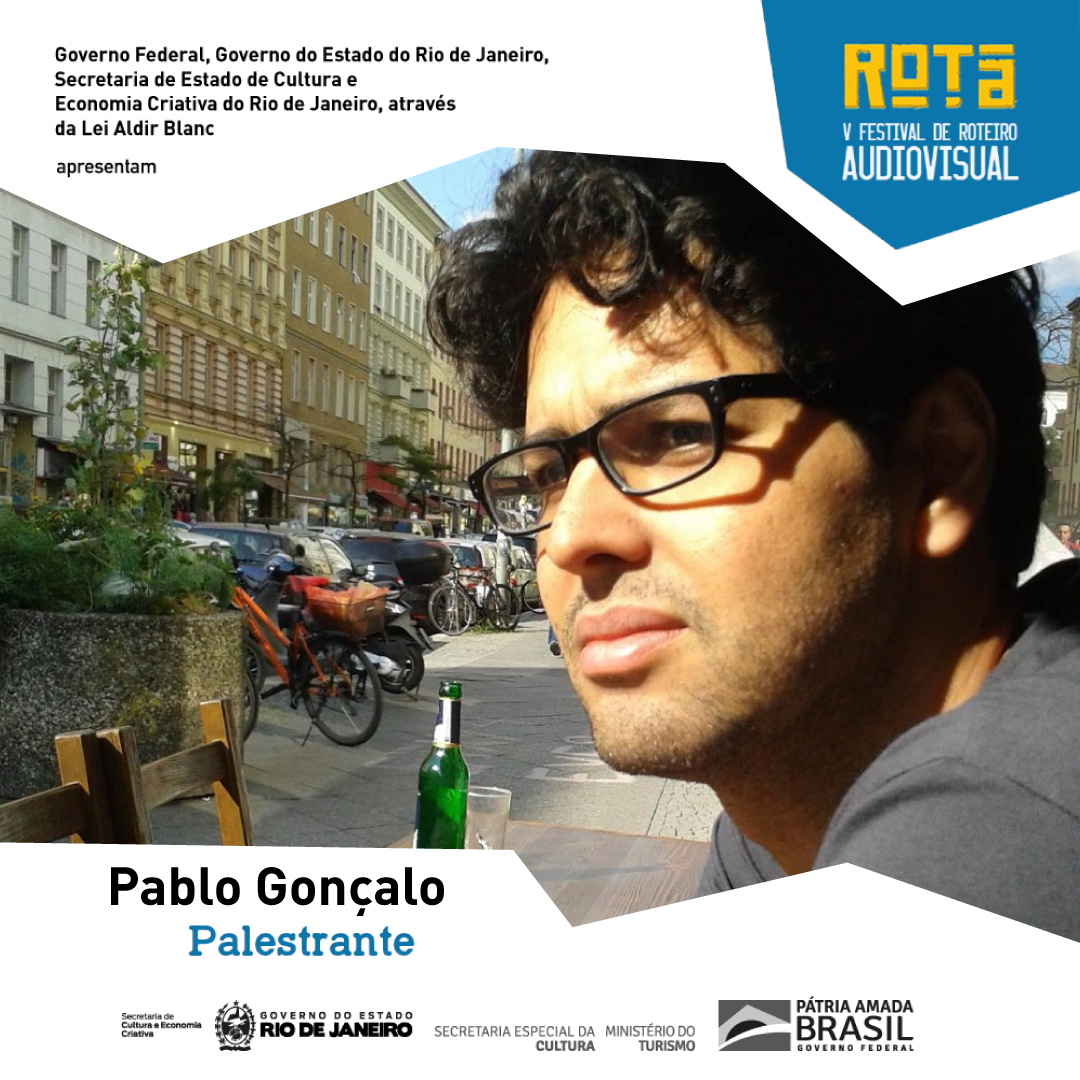 Governo Federal, Governo do Estado do Rio de Janeiro,
Secretaria de Estado de Cultura e
Economia Criativa do Rio de Janeiro, através
da Lei Aldir Blanc
apresentam
ROTA
V FESTIVAL DE ROTEIRO
AUDIOVISUAL
Pablo Gonçalo
Palestrante
Secretaria de
Cultura e Economia
Criativa
GOVERNO DO ESTADO
RIO DE JANEIRO
SECRETARIA ESPECIAL DA
CULTURA
MINISTÉRIO DO
TURISMO
PÁTRIA AMADA
BRASIL
GOVERNO FEDERAL